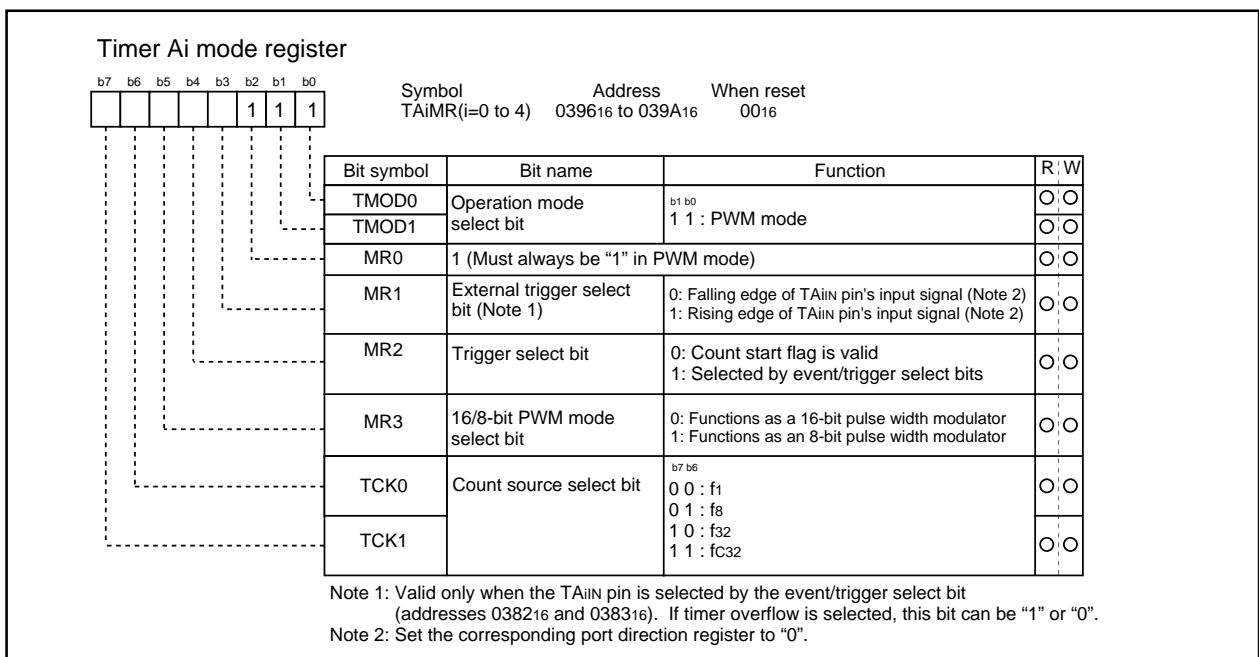 Timer Ai mode register
b7 b6 b5 b4 b3 b2 b1 b0
1 1 1
Symbol Address When reset
TAiMR(i=0 to 4) 039616 to 039A16 0016
Bit symbol Bit name Function R W
TMOD0
TMOD1
Operation mode
select bit
b1 b0
1 1 : PWM mode
MR0 1 (Must always be “1” in PWM mode)
MR1 External trigger select
bit (Note 1)
0: Falling edge of TAiIN pin's input signal (Note 2)
1: Rising edge of TAiIN pin's input signal (Note 2)
MR2 Trigger select bit
0: Count start flag is valid
1: Selected by event/trigger select bits
MR3 16/8-bit PWM mode
select bit
0: Functions as a 16-bit pulse width modulator
1: Functions as an 8-bit pulse width modulator
TCK0
TCK1
Count source select bit
b7 b6
0 0 : f1
0 1 : f8
1 0 : f32
1 1 : fC32
Note 1: Valid only when the TAiIN pin is selected by the event/trigger select bit
(addresses 038216 and 038316). If timer overflow is selected, this bit can be “1” or “0”.
Note 2: Set the corresponding port direction register to “0”.